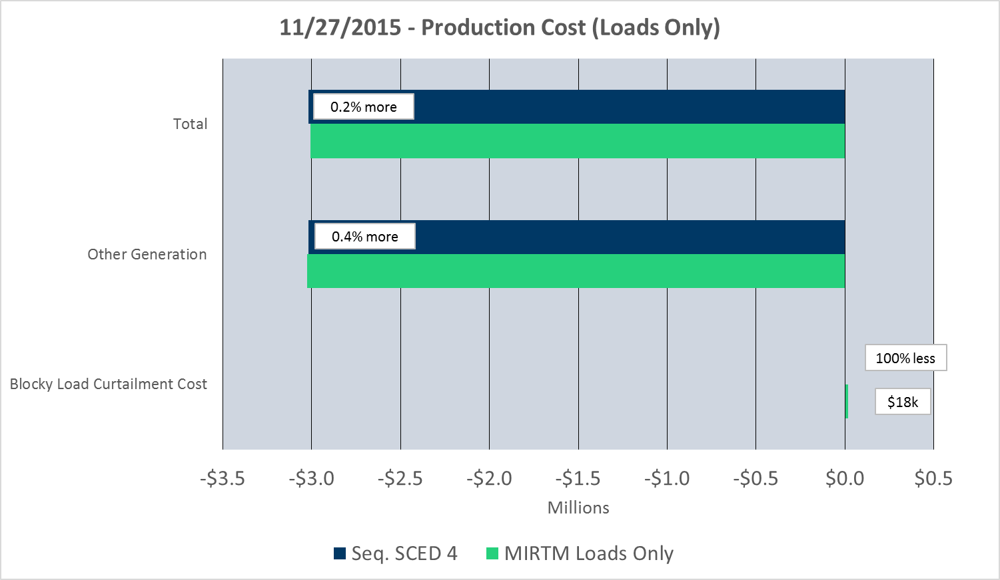 11/27/2015 - Production Cost (Loads Only)
Total
0.2% more
Other Generation
0.4% more
Blocky Load Curtailment Cost
100% less
$18k
-$3.5 -$3.0 -$2.5 -$2.0 -$1.5 -$1.0 -$0.5 $0.0 $0.5
Millions
Seq. SCED 4 MIRTM Loads Only